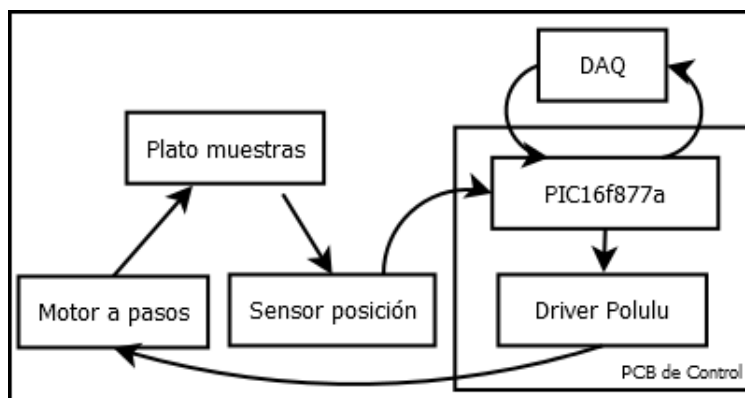 DAQ
Plato muestras
PIC16f877a
Motor a pasos
Sensor posición
Driver Polulu
PCB de Control